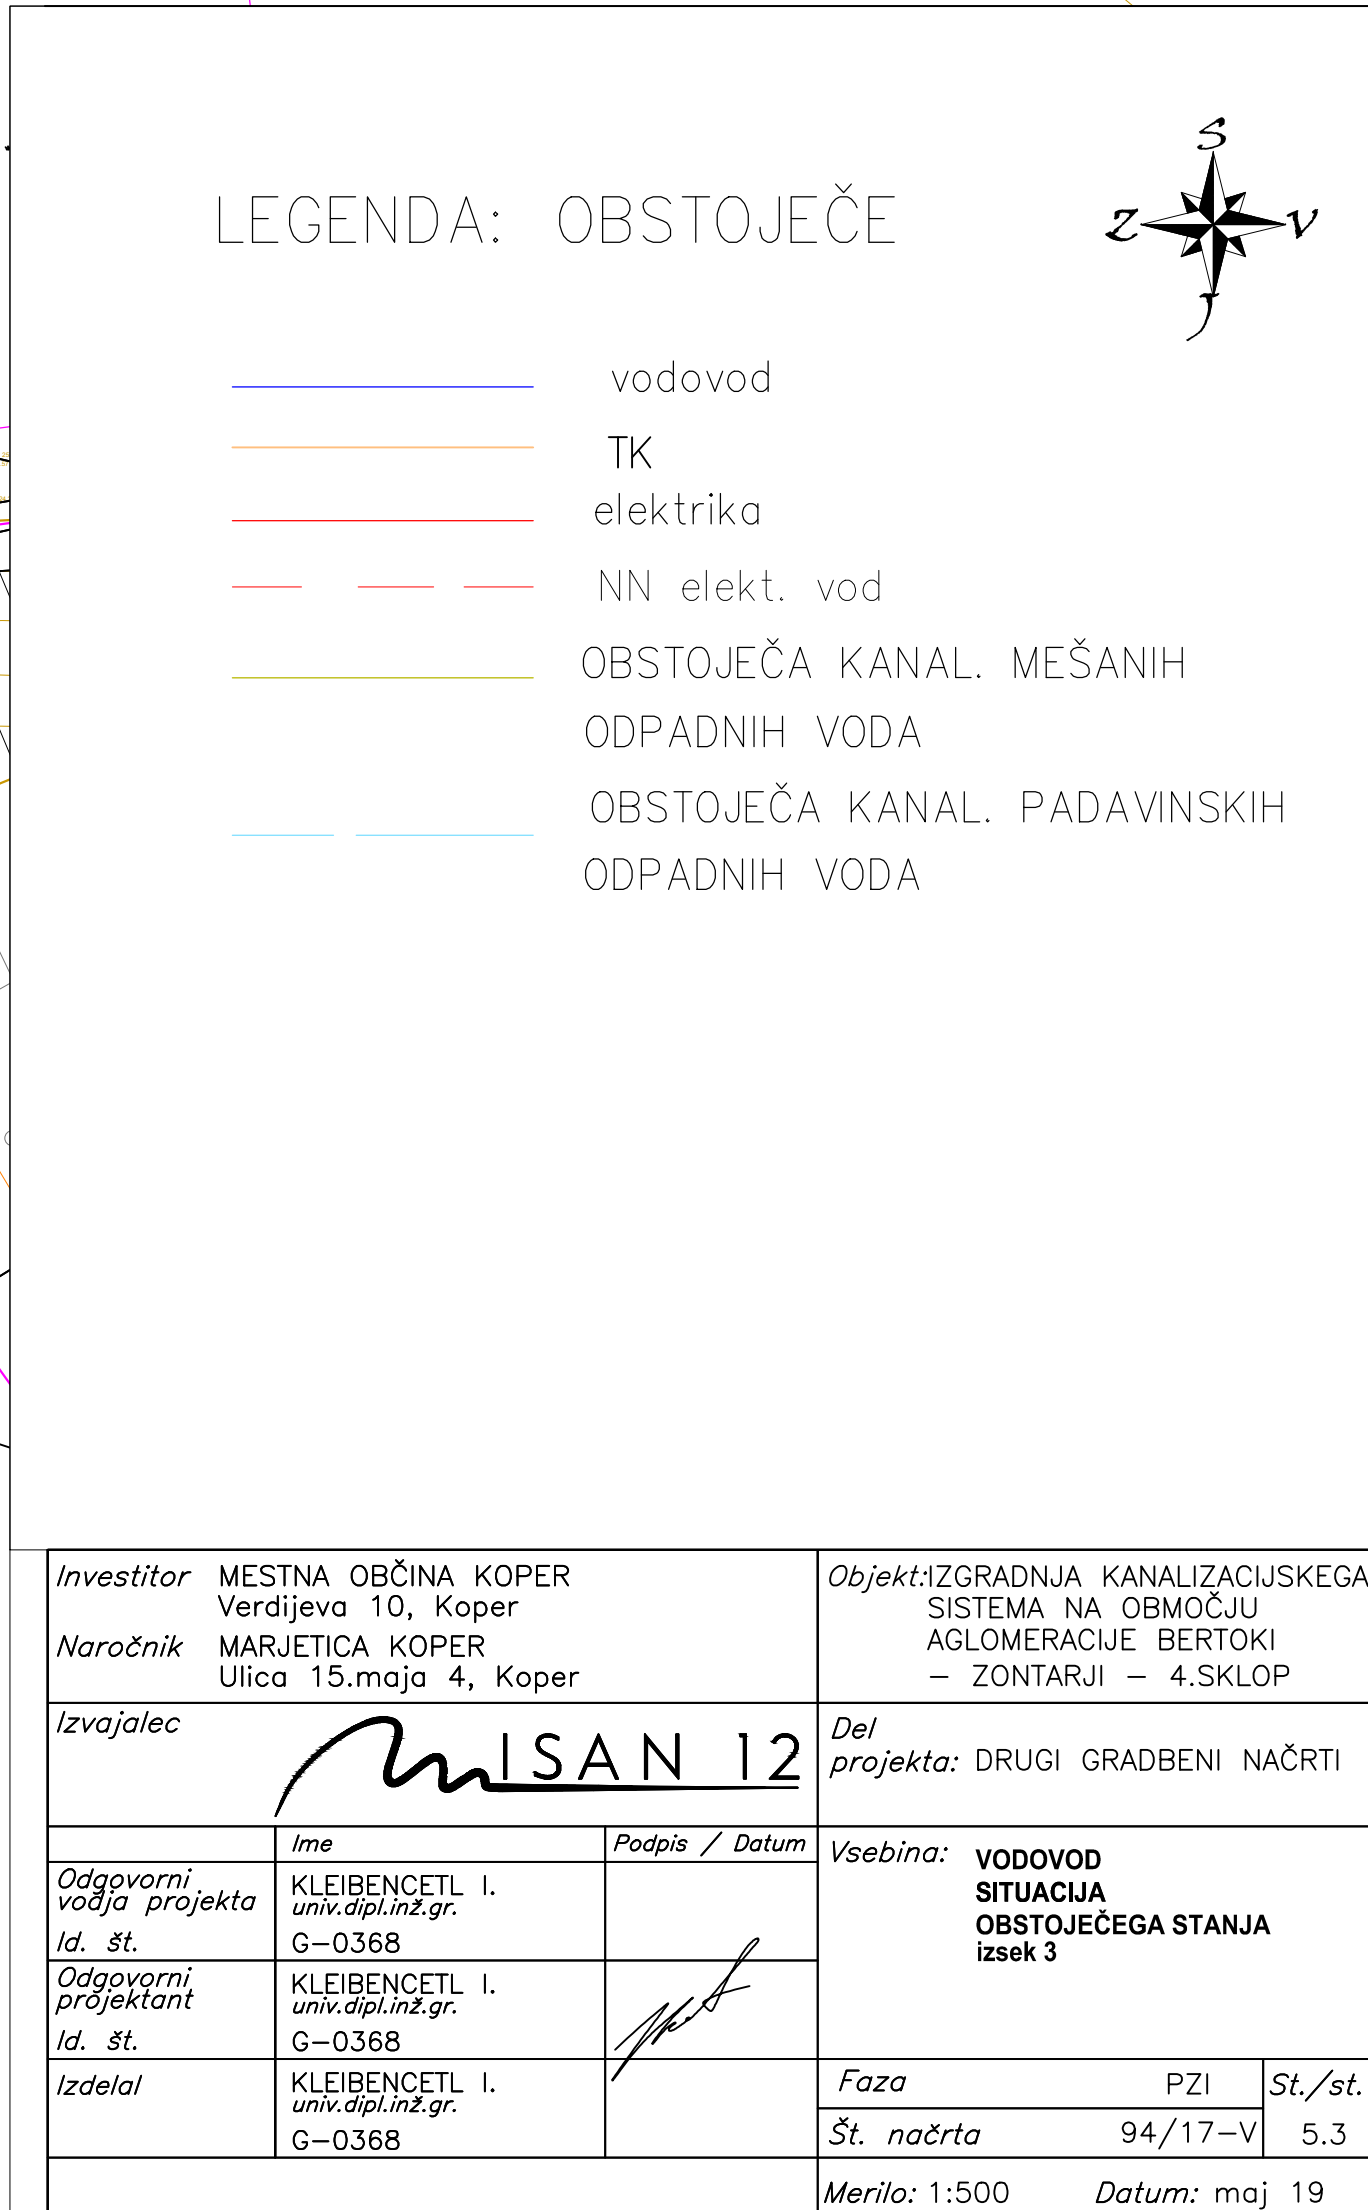 S
LEGENDA: OBSTOJEČE
Z V
J
vodovod
TK
elektrika
NN elekt. vod
OBSTOJEČA KANAL. MEŠANIH
ODPADNIH VODA
OBSTOJEČA KANAL. PADAVINSKIH
ODPADNIH VODA
Investitor MESTNA OBČINA KOPER
Verdijeva 10, Koper
Naročnik MARJETICA KOPER
Ulica 15.maja 4, Koper
Objekt: IZGRADNJA KANALIZACIJSKEGA
SISTEMA NA OBMOČJU
AGLOMERACIJE BERTOKI
– ZONTARJI – 4.SKLOP
Izvajalec
ISAN 12
Del
projekta: DRUGI GRADBENI NAČRTI
Ime Podpis / Datum
Odgovorni
vodja projekta
KLEIBENCETL I.
univ.dipl.inž.gr.
Id. št. G–0368
Odgovorni
projektant
KLEIBENCETL I.
univ.dipl.inž.gr.
Id. št. G–0368
Izdelal KLEIBENCETL I.
univ.dipl.inž.gr.
G–0368
Vsebina: VODOVOD
SITUACIJA
OBSTOJEČEGA STANJA
izsek 3
Faza PZI St./st.
Št. načrta 94/17–V 5.3
Merilo: 1:500 Datum: maj 19